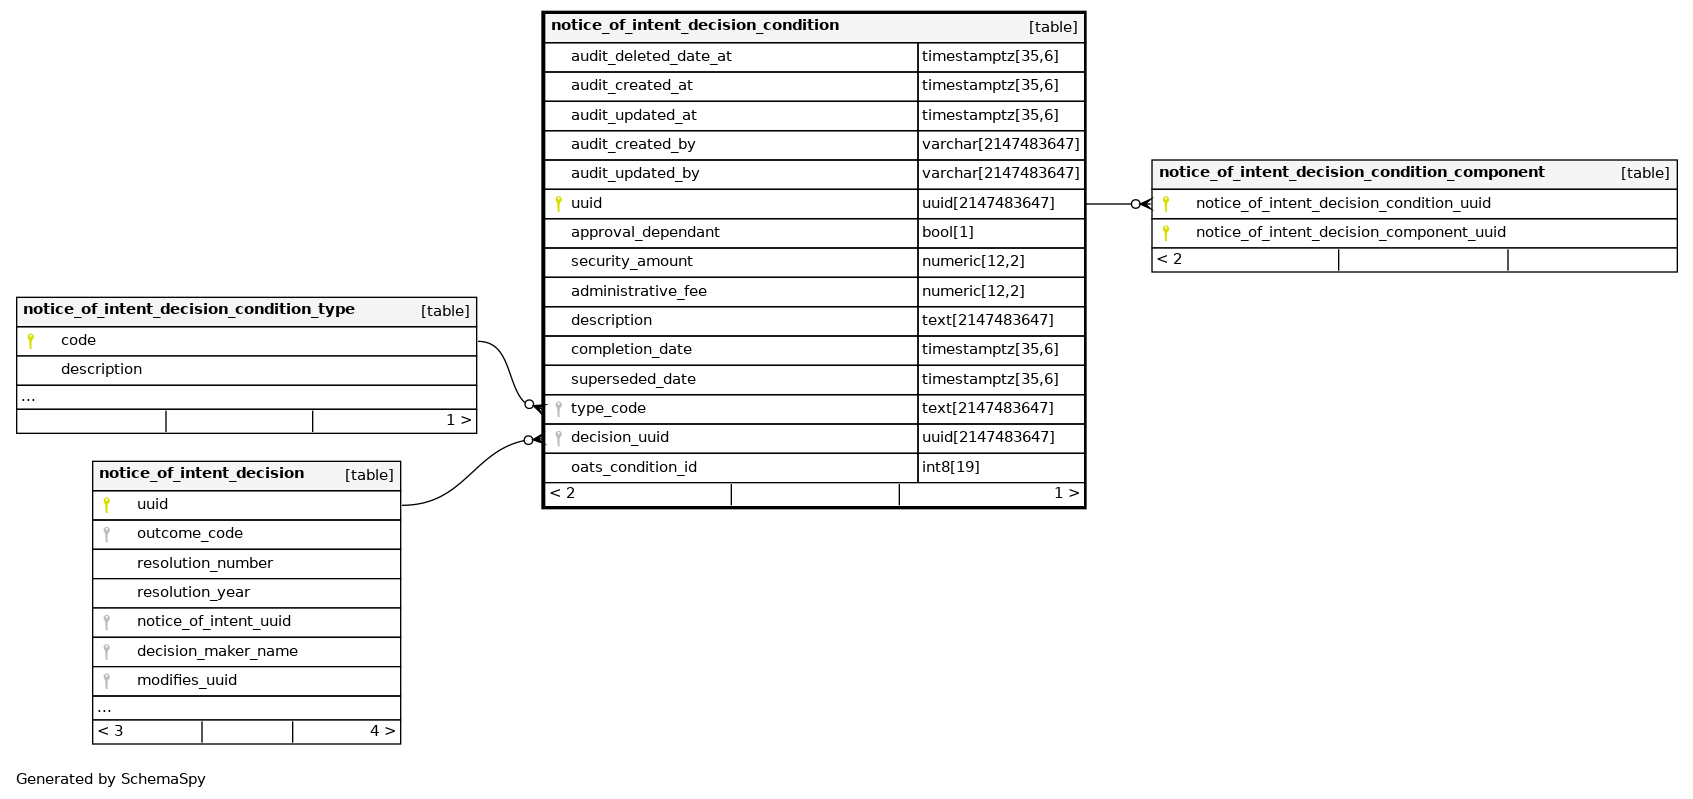 notice_of_intent_decision_condition [table]
audit_deleted_date_at timestamptz[35,6]
audit_created_at timestamptz[35,6]
audit_updated_at timestamptz[35,6]
audit_created_by varchar[2147483647]
audit_updated_by varchar[2147483647]
uuid uuid[2147483647]
approval_dependant bool[1]
security_amount numeric[12,2]
administrative_fee numeric[12,2]
description text[2147483647]
completion_date timestamptz[35,6]
superseded_date timestamptz[35,6]
type_code text[2147483647]
decision_uuid uuid[2147483647]
oats_condition_id int8[19]
< 2 1 >
notice_of_intent_decision_condition_component [table]
notice_of_intent_decision_condition_uuid
notice_of_intent_decision_component_uuid
< 2
notice_of_intent_decision_condition_type [table]
code
description
...
1 >
notice_of_intent_decision [table]
uuid
outcome_code
resolution_number
resolution_year
notice_of_intent_uuid
decision_maker_name
modifies_uuid
...
< 3 4 >
Generated by SchemaSpy